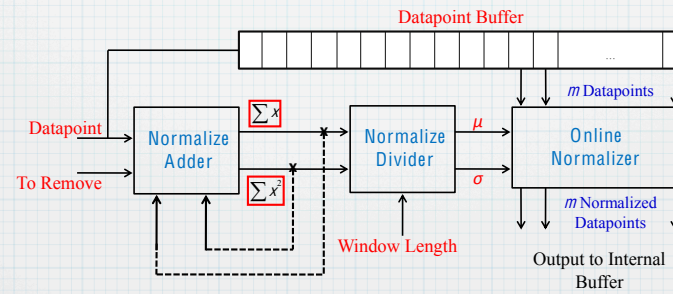 Datapoint Buffer
...
m Datapoints
Datapoint
To Remove
Normalize
Adder
∑x
∑x²
Normalize
Divider
μ
σ
Online
Normalizer
Window Length
m Normalized
Datapoints
Output to Internal
Buffer